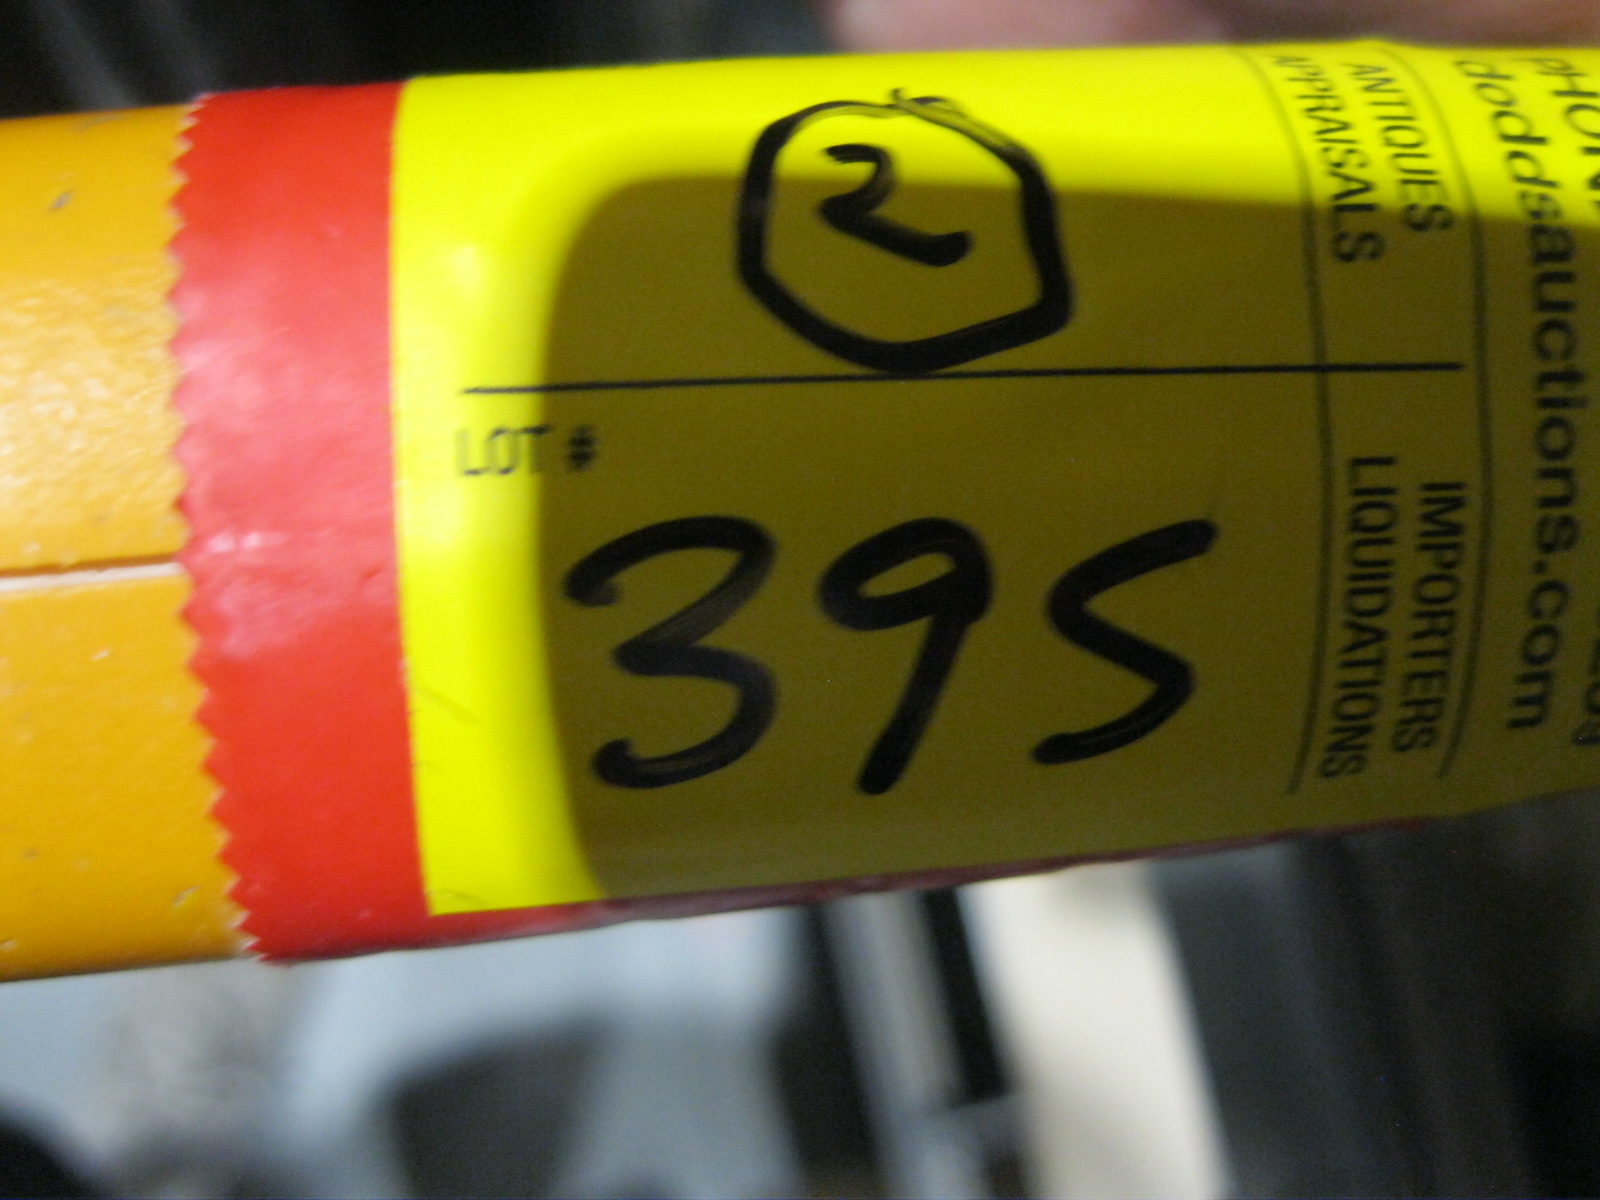 2
LOT #
395
ANTIQUES
APPRAISALS
IMPORTERS
LIQUIDATIONS
doddsauctions.com